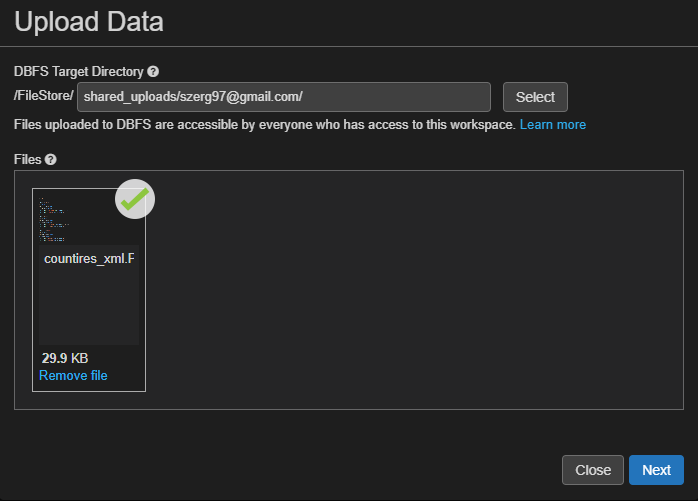 Upload Data
DBFS Target Directory
/FileStore/ shared_uploads/szerg97@gmail.com/ Select
Files uploaded to DBFS are accessible by everyone who has access to this workspace. Learn more
Files
countires_xml.F
29.9 KB
Remove file
Close Next